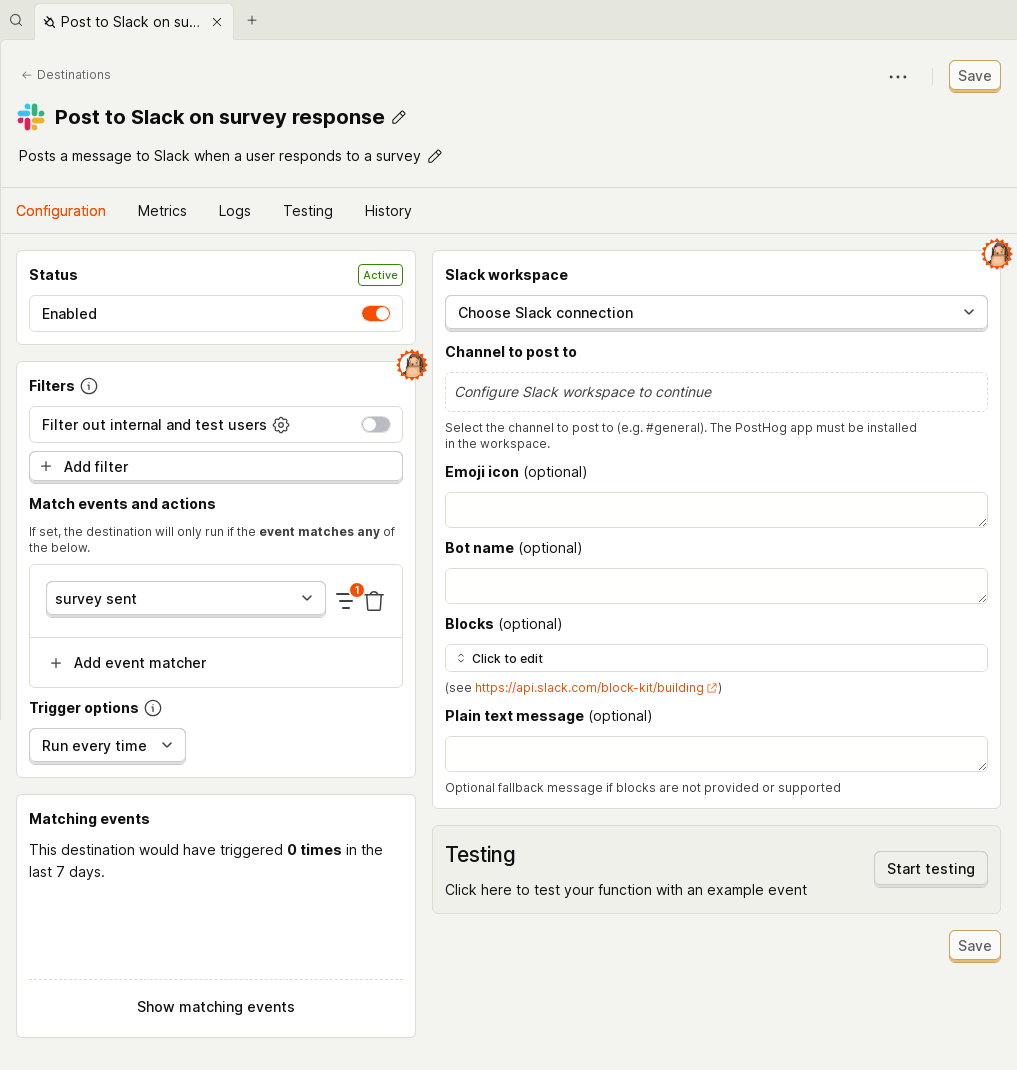 Post to Slack on su...
Destinations
Save
Post to Slack on survey response
Posts a message to Slack when a user responds to a survey
Configuration
Metrics
Logs
Testing
History
Status
Active
Enabled
Filters
Filter out internal and test users
Add filter
Match events and actions
If set, the destination will only run if the event matches any of
the below.
survey sent
1
Add event matcher
Trigger options
Run every time
Matching events
This destination would have triggered 0 times in the
last 7 days.
Show matching events
Slack workspace
Choose Slack connection
Channel to post to
Configure Slack workspace to continue
Select the channel to post to (e.g. #general). The PostHog app must be installed
in the workspace.
Emoji icon (optional)
Bot name (optional)
Blocks (optional)
Click to edit
(see https://api.slack.com/block-kit/building)
Plain text message (optional)
Optional fallback message if blocks are not provided or supported
Testing
Click here to test your function with an example event
Start testing
Save